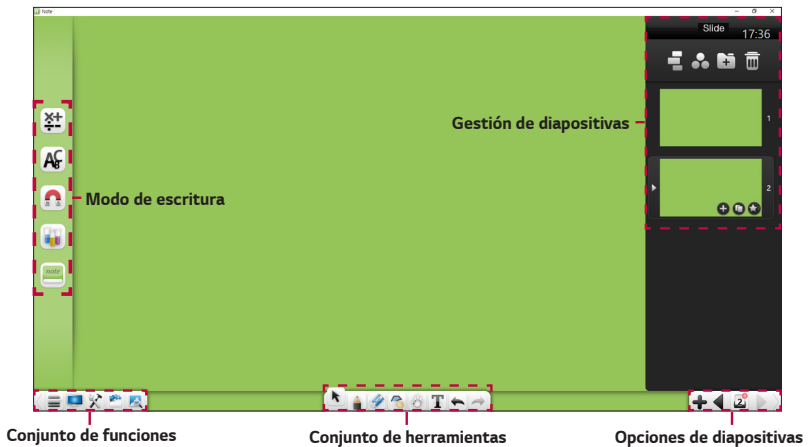 Note
Slide
17:36
Gestión de diapositivas
1
Modo de escritura
2
note
T
2
Conjunto de funciones
Conjunto de herramientas
Opciones de diapositivas